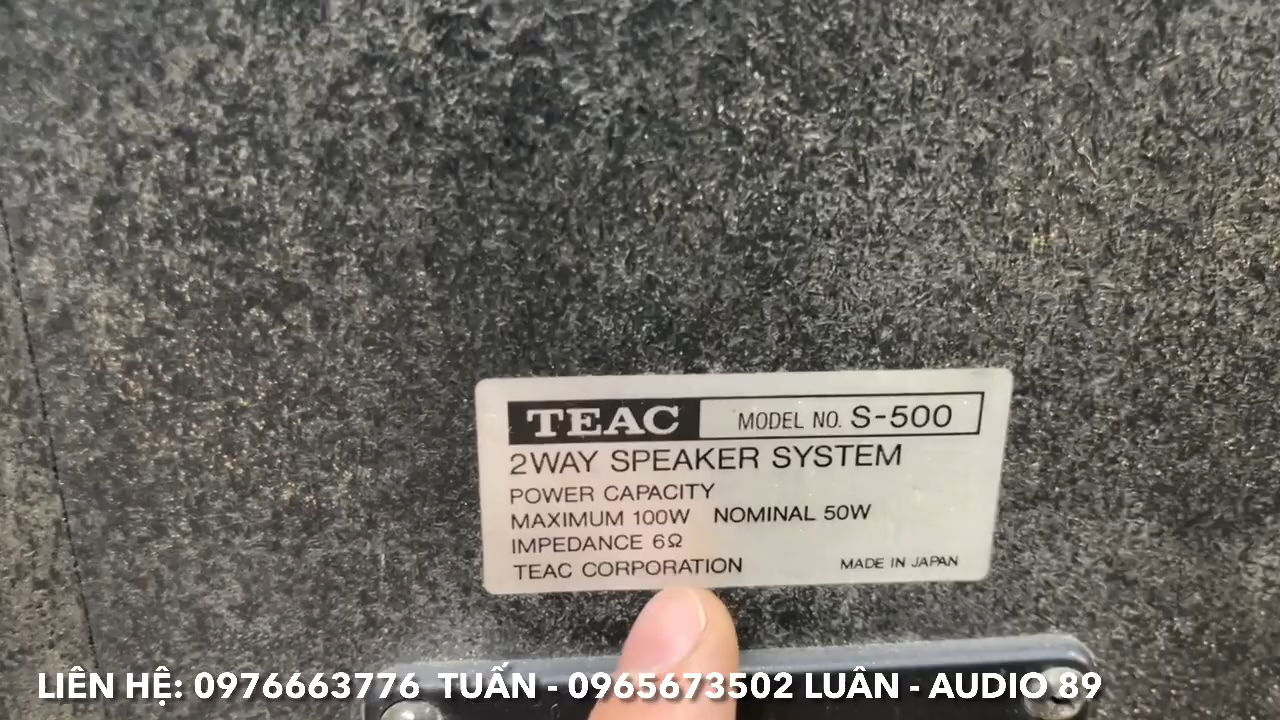 TEAC MODEL NO. S-500
2WAY SPEAKER SYSTEM
POWER CAPACITY
MAXIMUM 100W NOMINAL 50W
IMPEDANCE 6Ω
TEAC CORPORATION MADE IN JAPAN
LIÊN HỆ: 0976663776 TUẤN - 0965673502 LUÂN - AUDIO 89